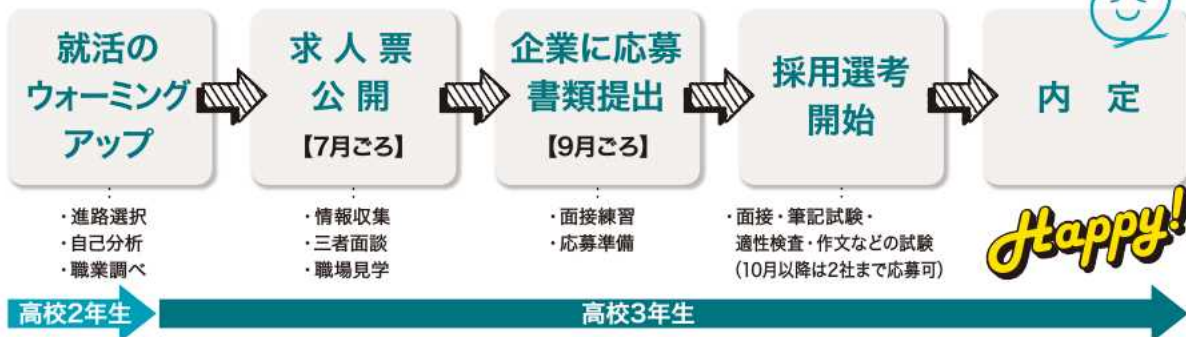 就活の
ウォーミング
アップ
求人票
公開
【7月ごろ】
企業に応募
書類提出
【9月ごろ】
採用選考
開始
内定
・進路選択
・自己分析
・職業調べ
・情報収集
・三者面談
・職場見学
・面接練習
・応募準備
・面接・筆記試験・
適性検査・作文などの試験
(10月以降は2社まで応募可)
Happy!
高校2年生
高校3年生